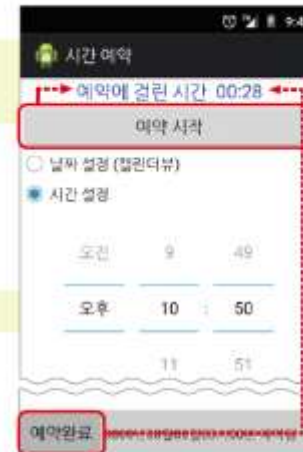 9:4
시간 예약
예약에 걸린 시간 00:28
예약 시작
날짜 설정 (캘린더뷰)
시간 설정
오전 9 49
오후 10 : 50
11 51
예약완료